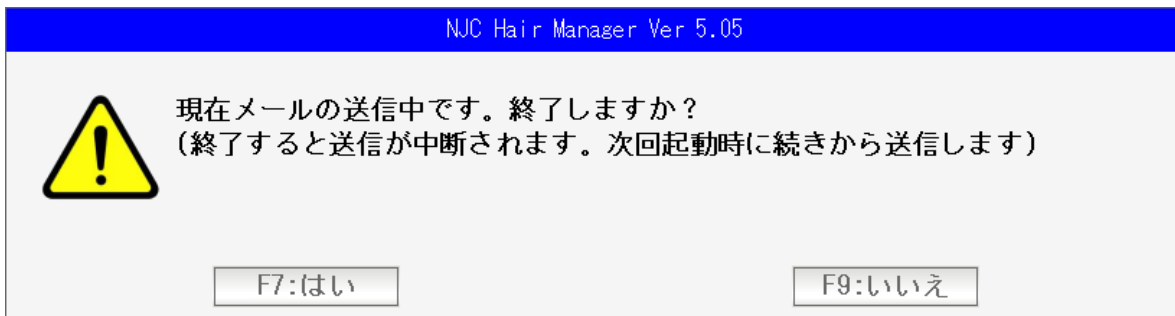 NJC Hair Manager Ver 5.05
現在メールの送信中です。終了しますか？
(終了すると送信が中断されます。次回起動時に続きから送信します)
F7:はい
F9:いいえ